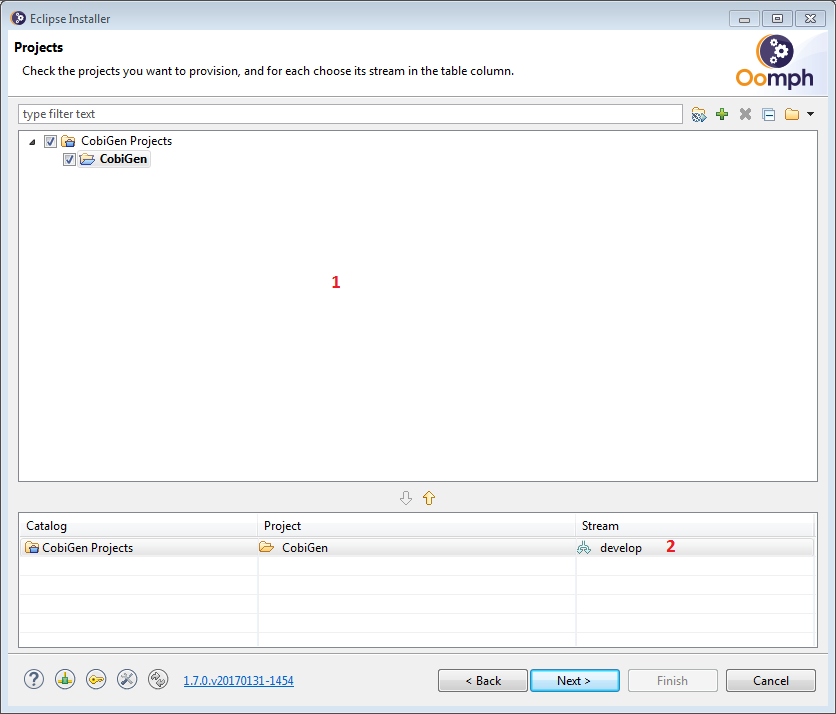 Eclipse Installer
Projects
Check the projects you want to provision, and for each choose its stream in the table column.
Oomph
type filter text
CobiGen Projects
CobiGen
1
Catalog Project Stream
CobiGen Projects CobiGen develop 2
? 1.7.0.v20170131-1454 < Back Next > Finish Cancel